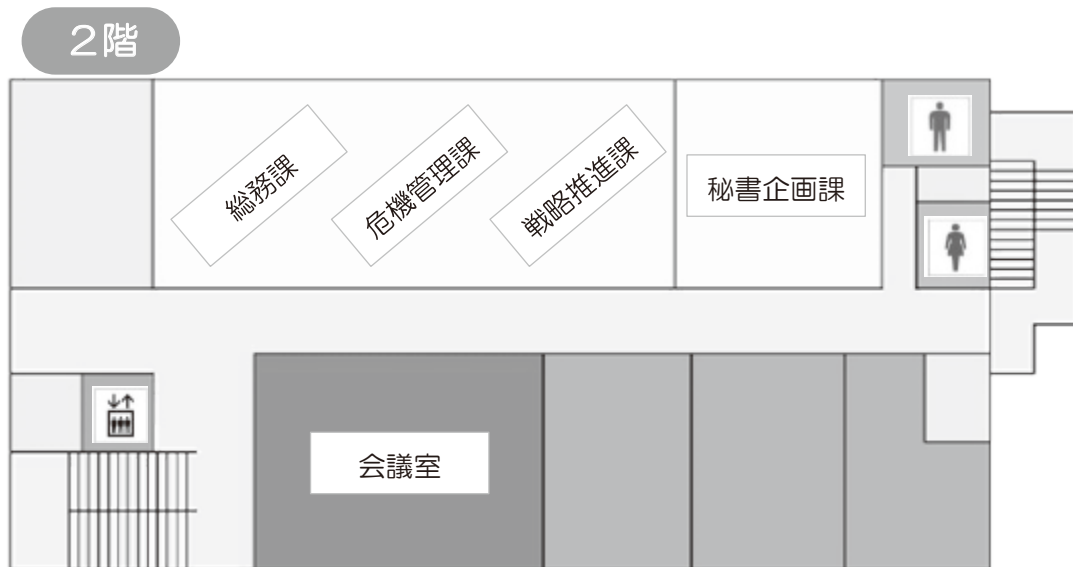 ２階
総務課
危機管理課
戦略推進課
秘書企画課
会議室